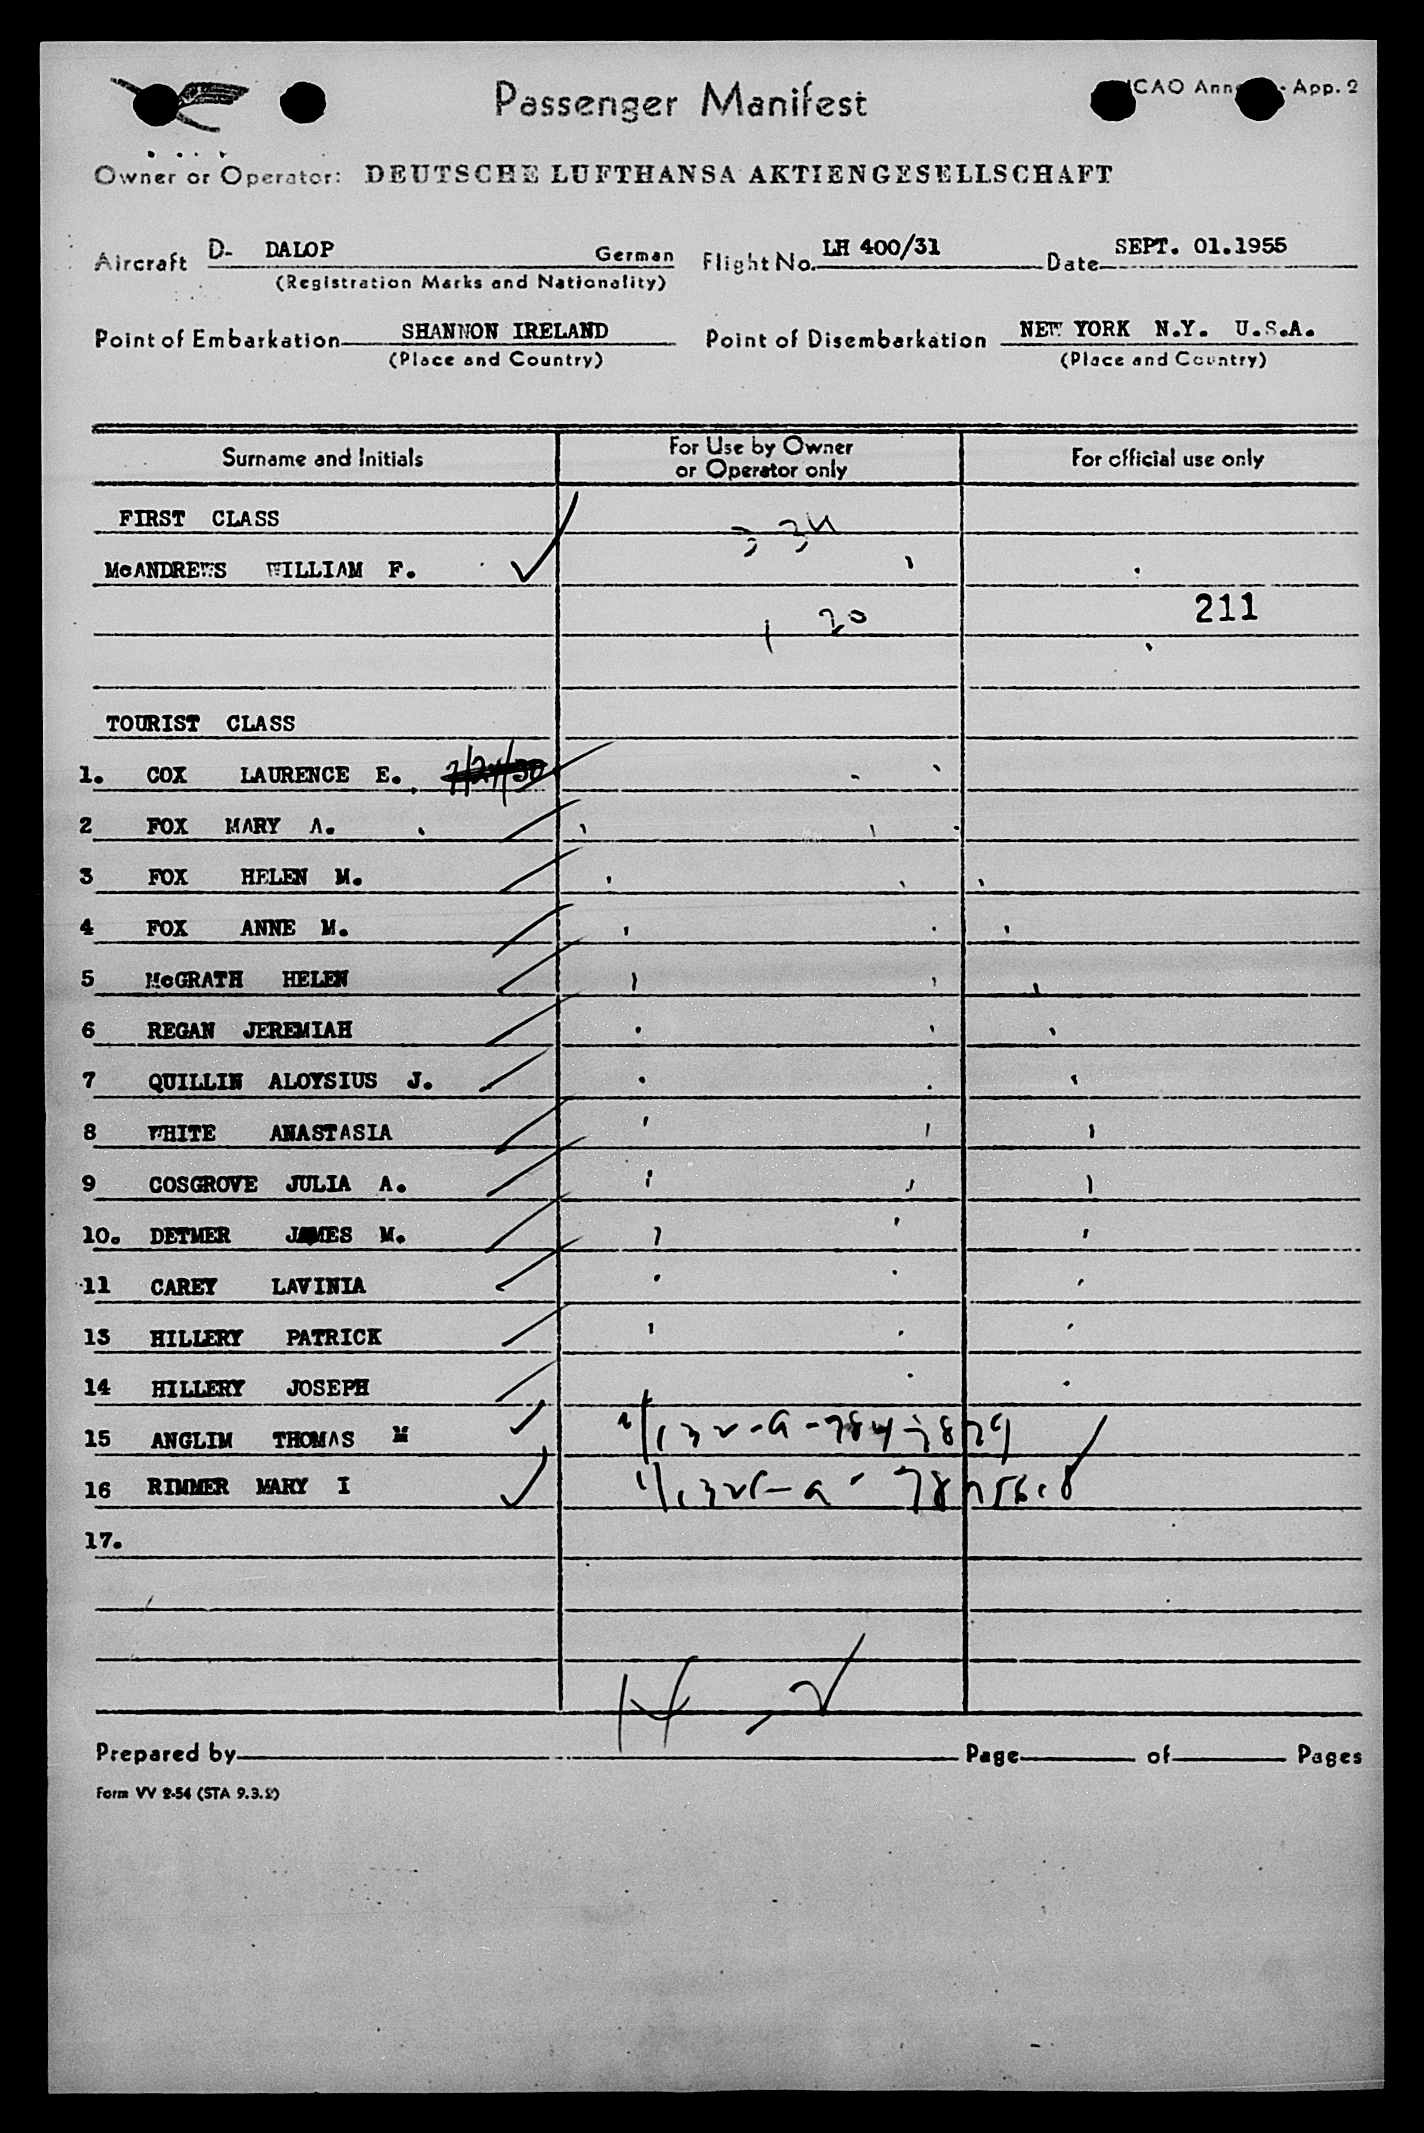 Passenger Manifest
App. 2
Owner or Operator: DEUTSCHE LUFTHANSA AKTIENGESELLSCHAFT
Aircraft D- DALOP German Flight No. LH 400/31 Date SEPT. 01.1955
(Registration Marks and Nationality)
Point of Embarkation SHANNON IRELAND Point of Disembarkation NEW YORK N.Y. U.S.A.
(Place and Country) (Place and Country)
Surname and Initials For Use by Owner or Operator only For official use only
FIRST CLASS
McANDREWS WILLIAM F.
211
1 20
TOURIST CLASS
1. COX LAURENCE E.
2 FOX MARY A.
3 FOX HELEN M.
4 FOX ANNE M.
5 McGRATH HELEN
6 REGAN JEREMIAH
7 QUILLIN ALOYSIUS J.
8 WHITE ANASTASIA
9 COSGROVE JULIA A.
10. DETMER JAMES M.
11 CAREY LAVINIA
13 HILLERY PATRICK
14 HILLERY JOSEPH
15 ANGLIM THOMAS M
16 RIMMER MARY I
17.
Prepared by Page of Pages
Form VV 2-54 (STA 9.3.2)